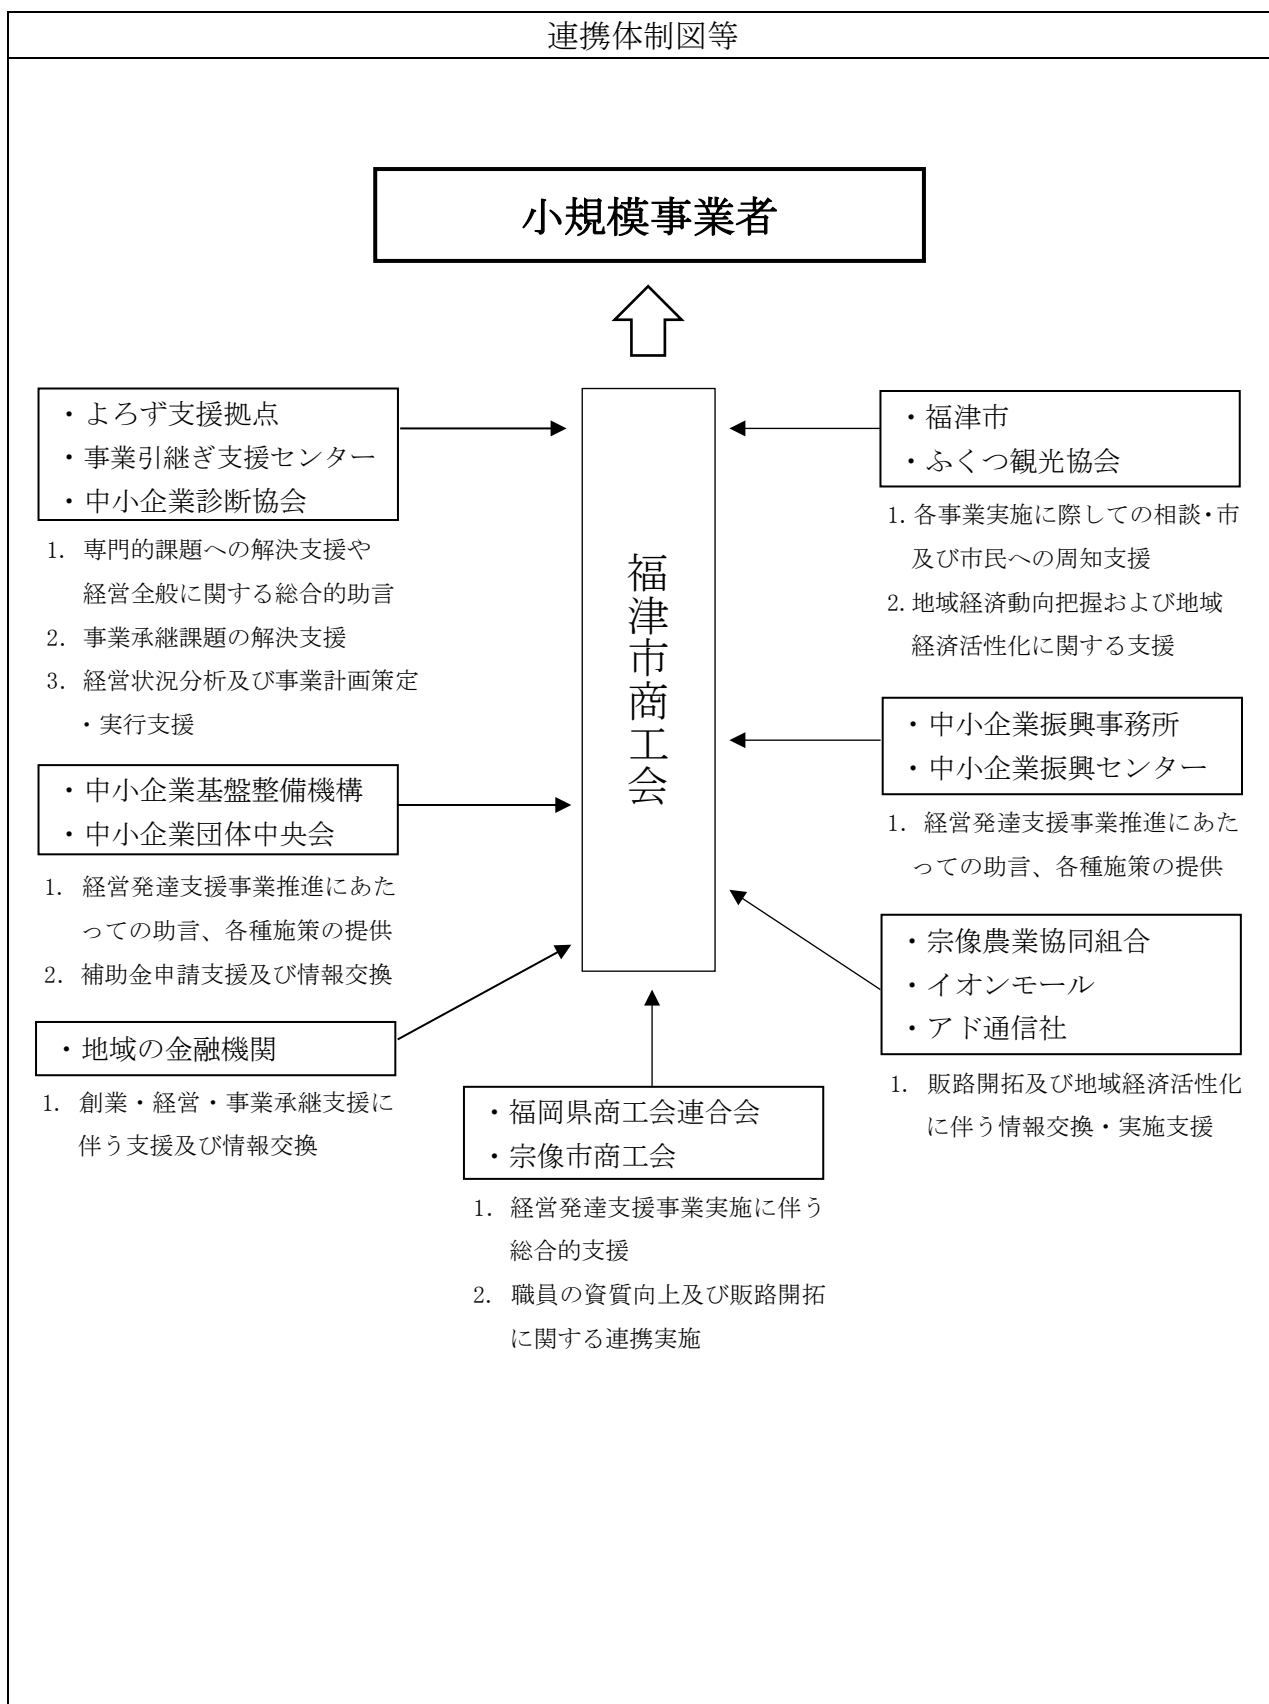 連携体制図等
小規模事業者
・よろず支援拠点
・事業引継ぎ支援センター
・中小企業診断協会
1. 専門的課題への解決支援や
経営全般に関する総合的助言
2. 事業承継課題の解決支援
3. 経営状況分析及び事業計画策定
・実行支援
・中小企業基盤整備機構
・中小企業団体中央会
1. 経営発達支援事業推進にあた
っての助言、各種施策の提供
2. 補助金申請支援及び情報交換
・地域の金融機関
1. 創業・経営・事業承継支援に
伴う支援及び情報交換
福津市商工会
・福岡県商工会連合会
・宗像市商工会
1. 経営発達支援事業実施に伴う
総合的支援
2. 職員の資質向上及び販路開拓
に関する連携実施
・福津市
・ふくつ観光協会
1. 各事業実施に際しての相談・市
及び市民への周知支援
2. 地域経済動向把握および地域
経済活性化に関する支援
・中小企業振興事務所
・中小企業振興センター
1. 経営発達支援事業推進にあた
っての助言、各種施策の提供
・宗像農業協同組合
・イオンモール
・アド通信社
1. 販路開拓及び地域経済活性化
に伴う情報交換・実施支援